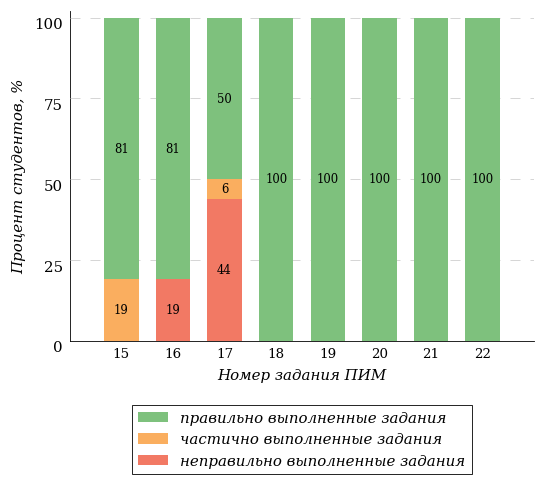 100
75
50
25
0
Процент студентов, %
81
81
50
6
44
19
19
100
100
100
100
100
15 16 17 18 19 20 21 22
Номер задания ПИМ
правильно выполненные задания
частично выполненные задания
неправильно выполненные задания